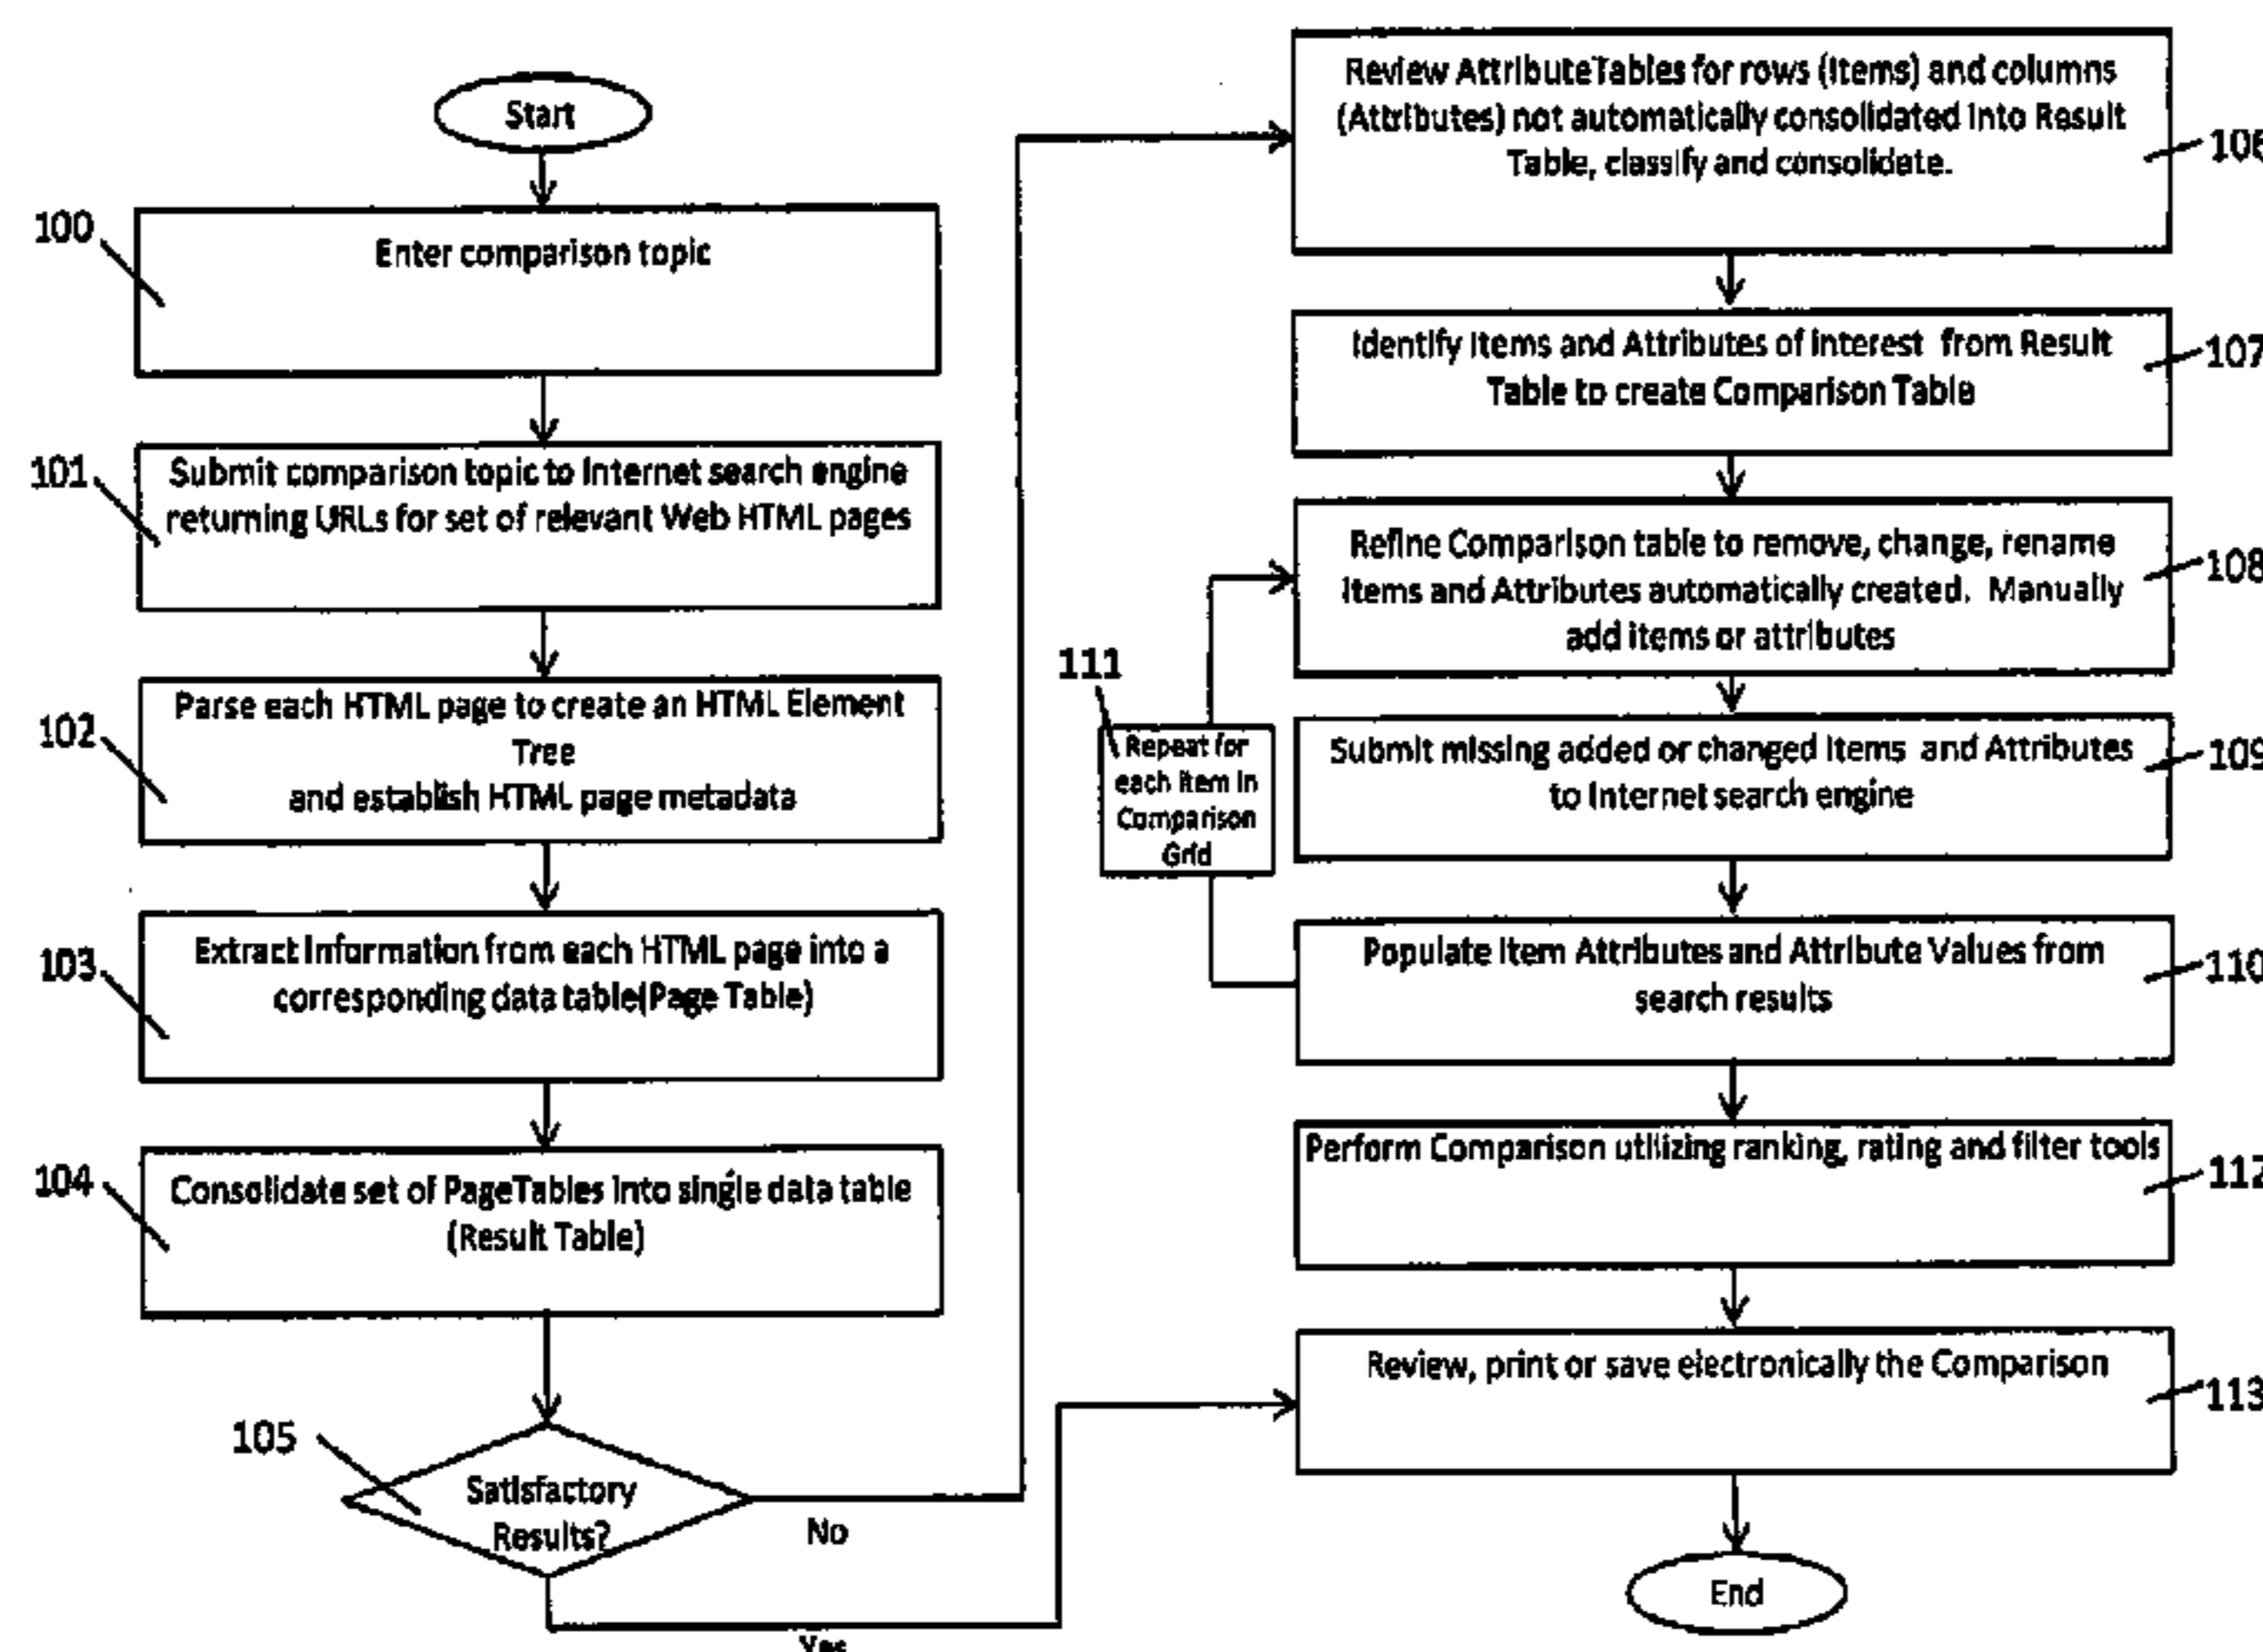 Start
100
Enter comparison topic
101
Submit comparison topic to Internet search engine
returning URLs for set of relevant Web HTML pages
102
Parse each HTML page to create an HTML Element
Tree
and establish HTML page metadata
103
Extract Information from each HTML page into a
corresponding data table(Page Table)
104
Consolidate set of PageTables into single data table
(Result Table)
105
Satisfactory
Results?
No
Yes
Review AttributeTables for rows (Items) and columns
(Attributes) not automatically consolidated into Result
Table, classify and consolidate.
106
Identify Items and Attributes of Interest from Result
Table to create Comparison Table
107
Refine Comparison table to remove, change, rename
Items and Attributes automatically created. Manually
add items or attributes
108
111
Repeat for
each item in
Comparison
Grid
Submit missing added or changed Items and Attributes
to Internet search engine
109
Populate Item Attributes and Attribute Values from
search results
110
Perform Comparison utilizing ranking, rating and filter tools
112
Review, print or save electronically the Comparison
113
End